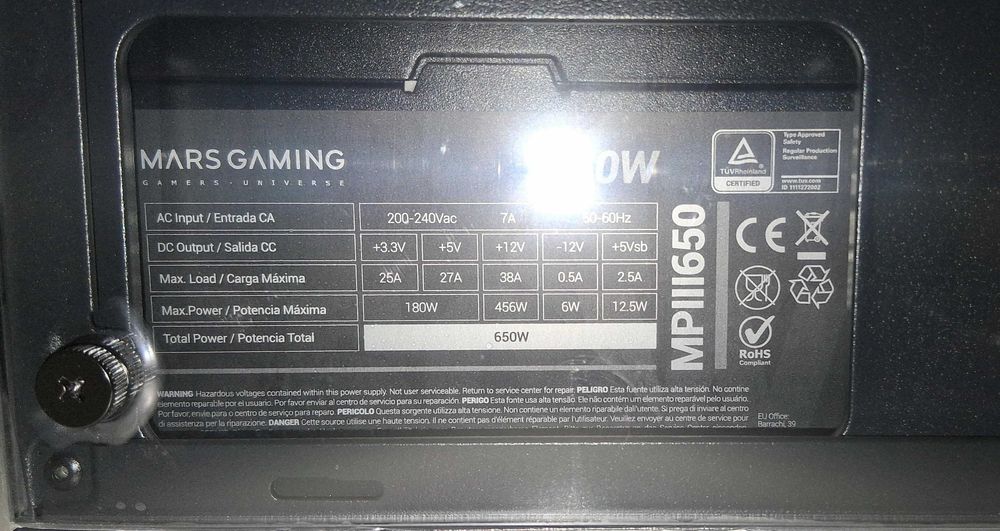 MARS GAMING
GAMERS - UNIVERSE
0W
TÜVRheinland
CERTIFIED
Type Approved
Safety
Regular Production
Surveillance
www.tuv.com
ID 1111272002
AC Input / Entrada CA 200-240Vac 7A 60-60Hz
DC Output / Salida CC +3.3V +5V +12V -12V +5Vsb
Max. Load / Carga Máxima 25A 27A 38A 0.5A 2.5A
Max.Power / Potencia Máxima 180W 456W 6W 12.5W
Total Power / Potencia Total 650W
MPIII650
CE
RoHS
Compliant
WARNING Hazardous voltages contained within this power supply. Not user serviceable. Return to service center for repair. PELIGRO Esta fuente utiliza alta tensión. No contine
elemento reparable por el usuario. Por favor enviar al centro de servicio para su reparación. PERIGO Esta fonte usa alta tensão. Ele não contém um elemento reparável pelo usuário.
Por favor, envie para o centro de serviço para reparo. PERICOLO Questa sorgente utilizza alta tensione. Non contiene un elemento riparabile dall'utente. Si prega di inviare al centro
di assistenza per la riparazione. DANGER Cette source utilise une haute tension. Il ne contient pas d'élément réparable par l'utilisateur. Veuillez envoyer au centre de service pour
EU Office:
Barrachi, 39